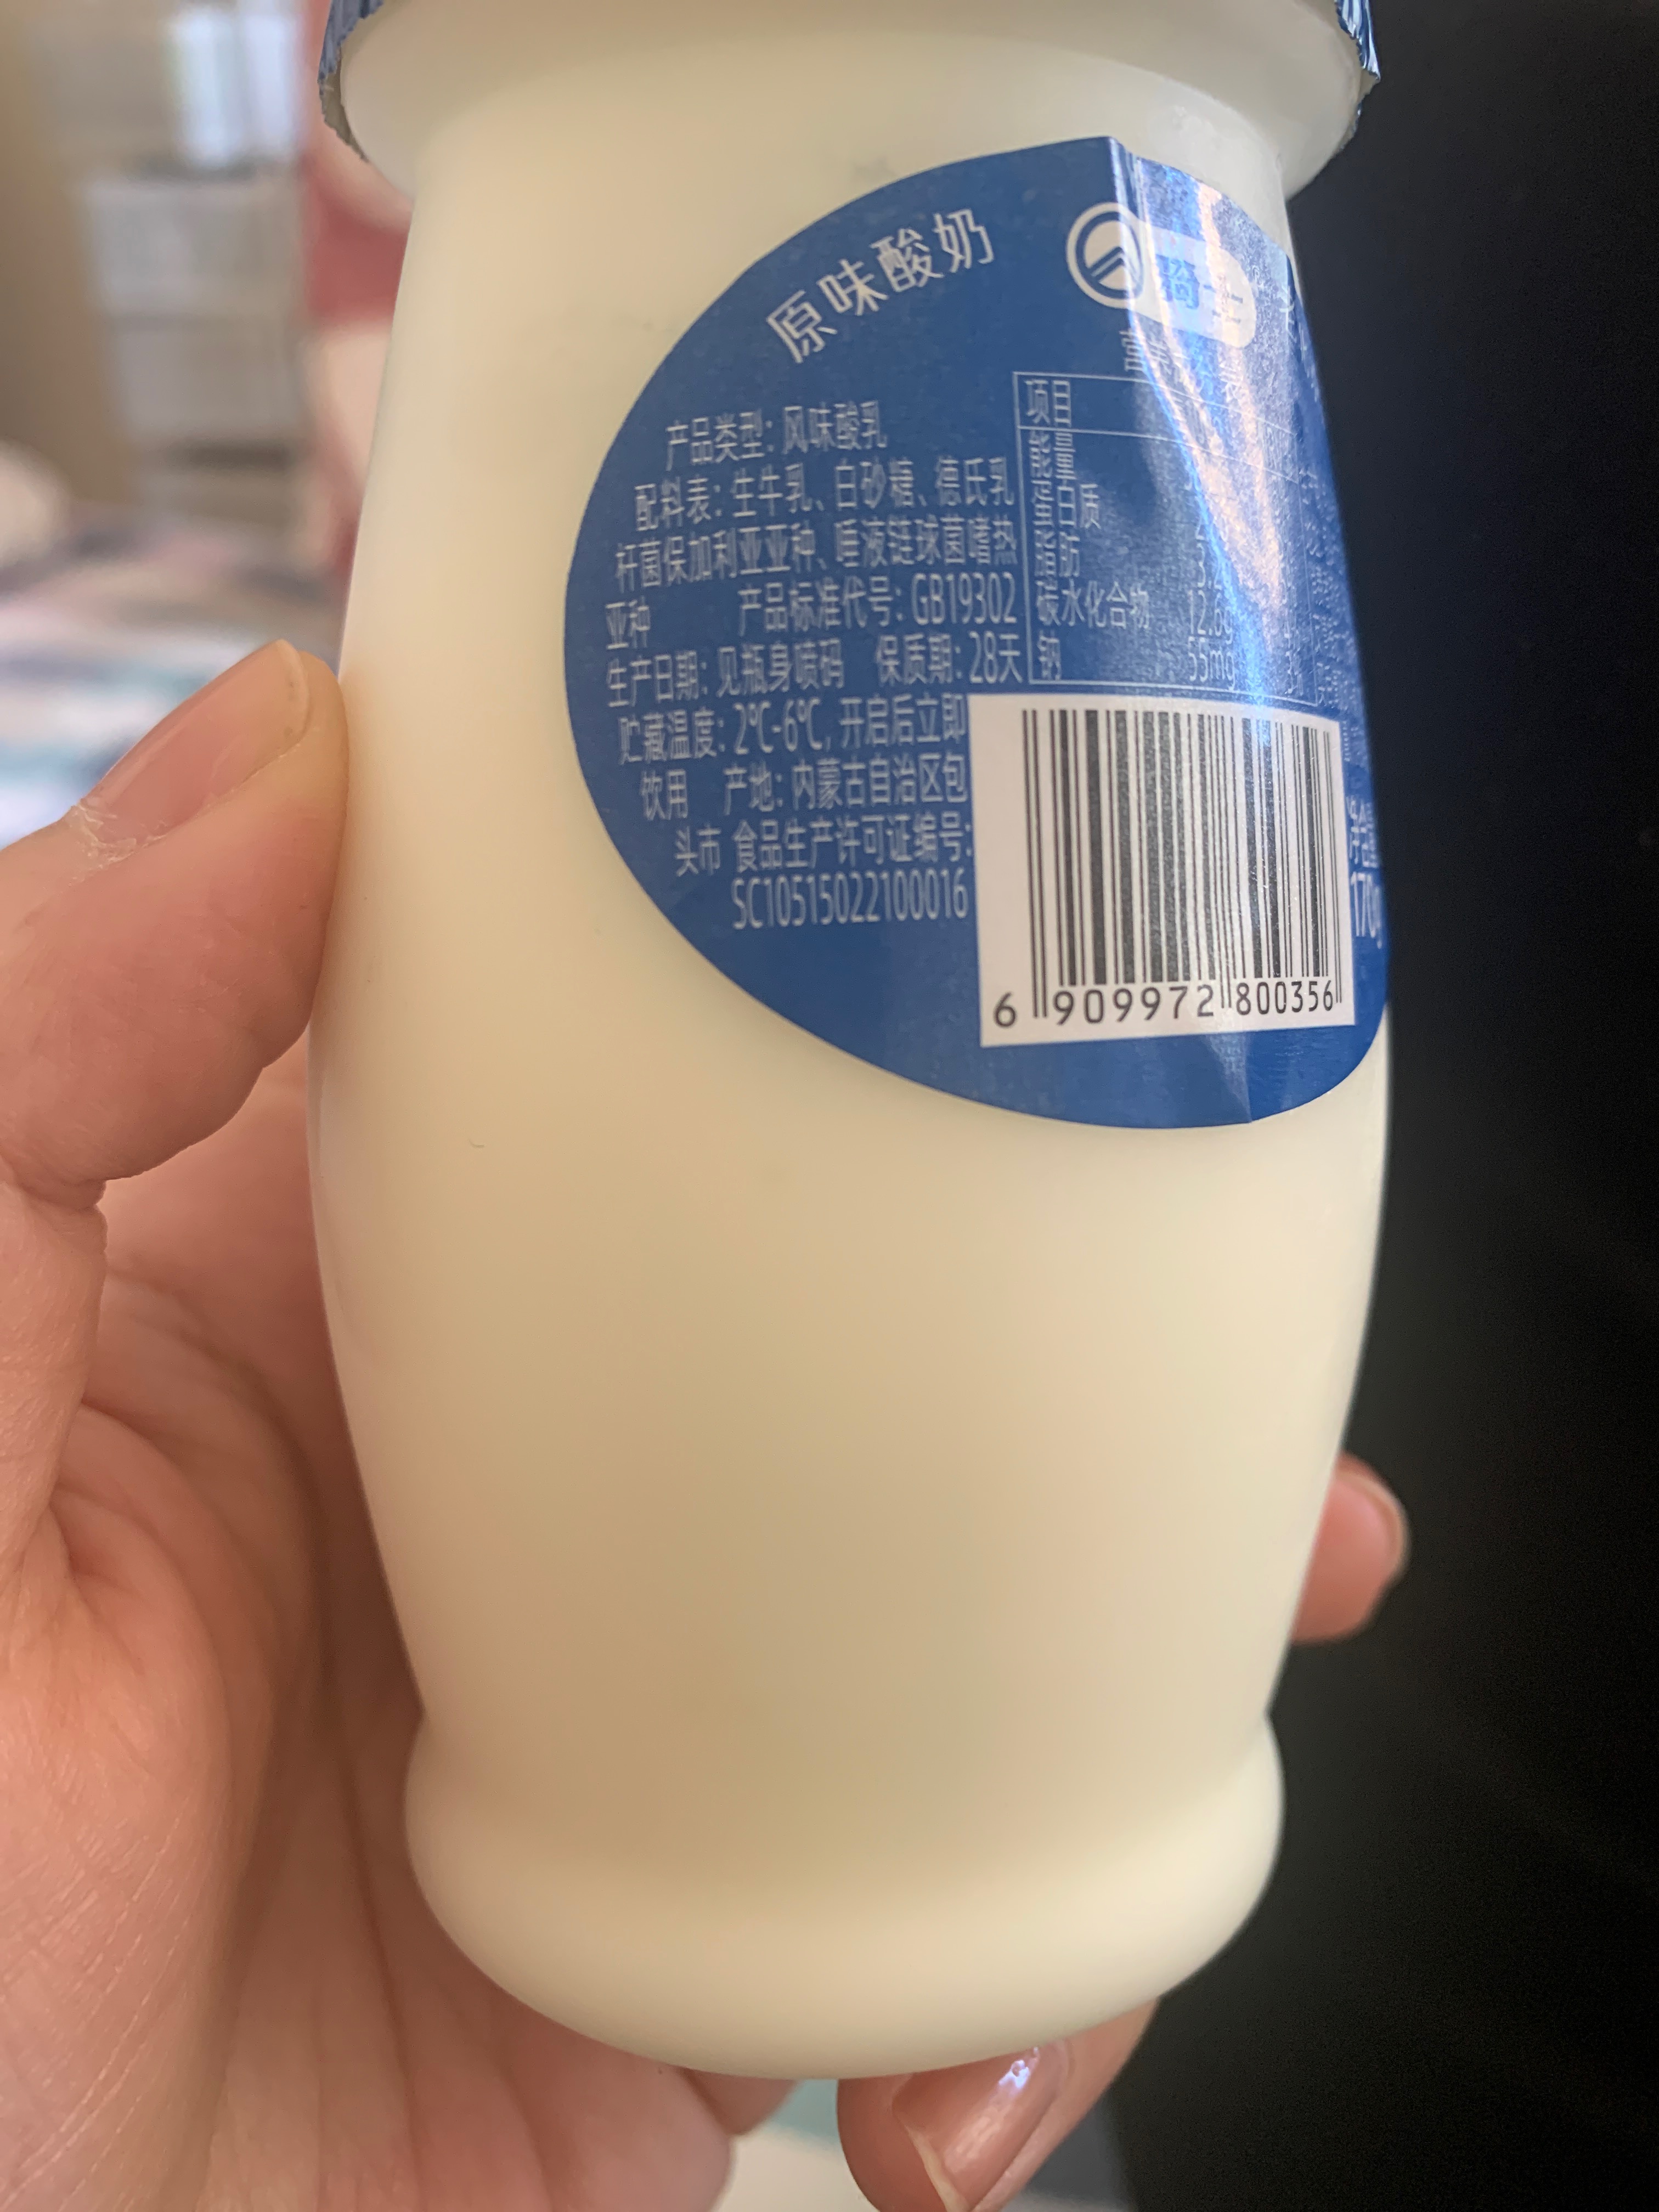 原味酸奶
产品类型: 风味酸乳
配料表: 生牛乳、白砂糖、德氏乳
杆菌保加利亚亚种、唾液链球菌嗜热
亚种 产品标准代号: GB19302
生产日期: 见瓶身喷码 保质期: 28天
贮藏温度: 2℃-6℃, 开启后立即
饮用 产地: 内蒙古自治区包
头市 食品生产许可证编号:
SC10515022100016
项目
能量
蛋白质
脂肪
碳水化合物
钠 55mg
6 909972 800356
170g